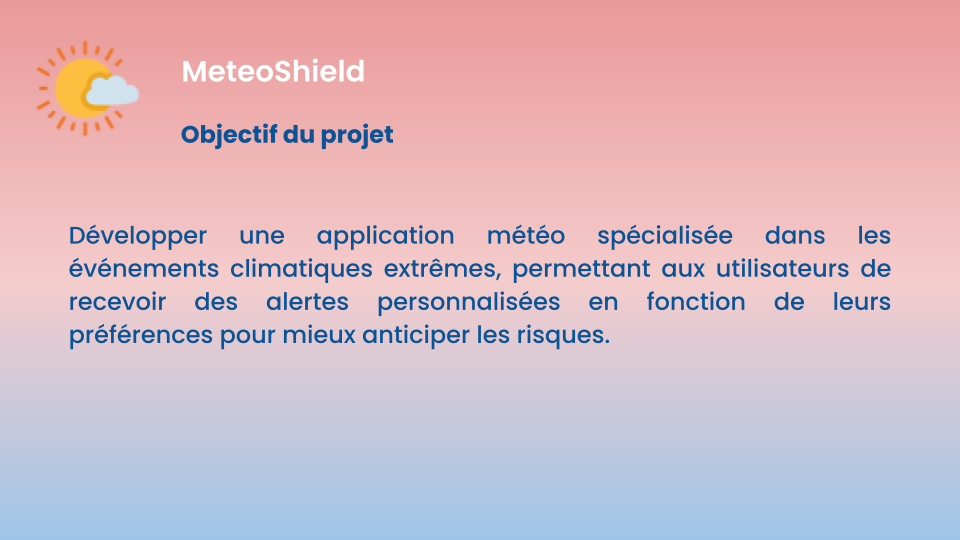 MeteoShield
Objectif du projet
Développer une application météo spécialisée dans les
événements climatiques extrêmes, permettant aux utilisateurs de
recevoir des alertes personnalisées en fonction de leurs
préférences pour mieux anticiper les risques.